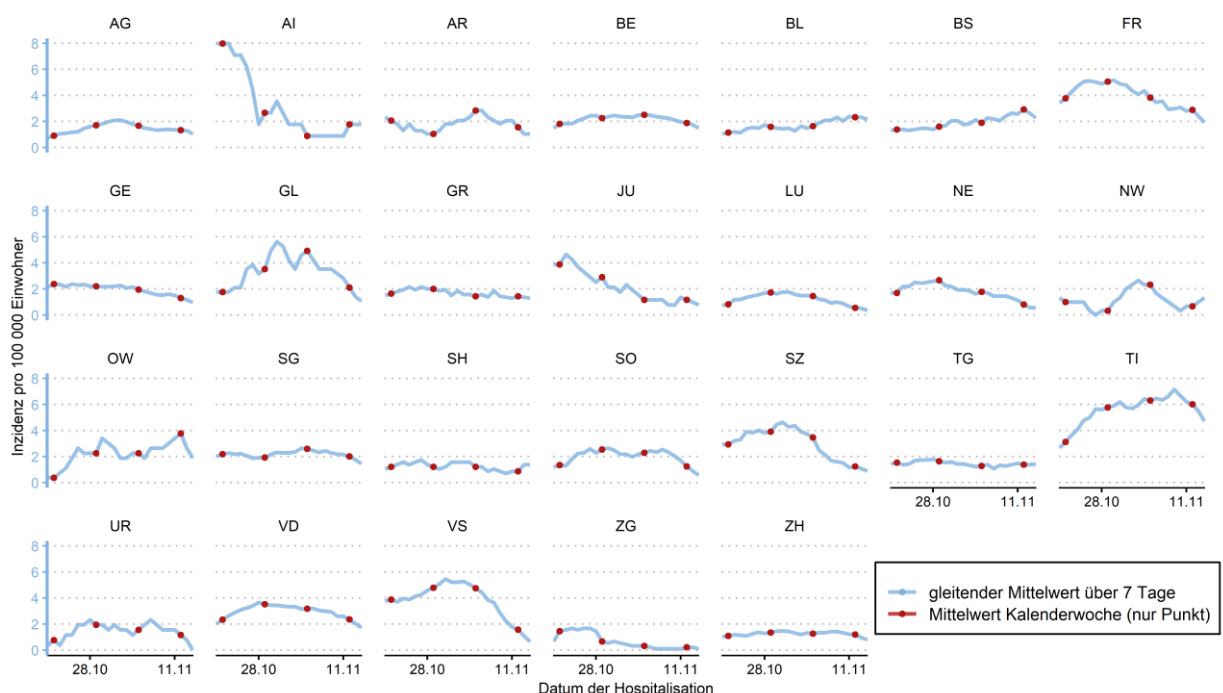 AG AI AR BE BL BS FR
8
6
4
2
0
GE GL GR JU LU NE NW
8
6
4
2
0
OW SG SH SO SZ TG TI
8
6
4
2
0
28.10 11.11 28.10 11.11
UR VD VS ZG ZH
8
6
4
2
0
28.10 11.11 28.10 11.11 28.10 11.11 28.10 11.11 28.10 11.11
Inzidenz pro 100 000 Einwohner
Datum der Hospitalisation
gleitender Mittelwert über 7 Tage
Mittelwert Kalenderwoche (nur Punkt)